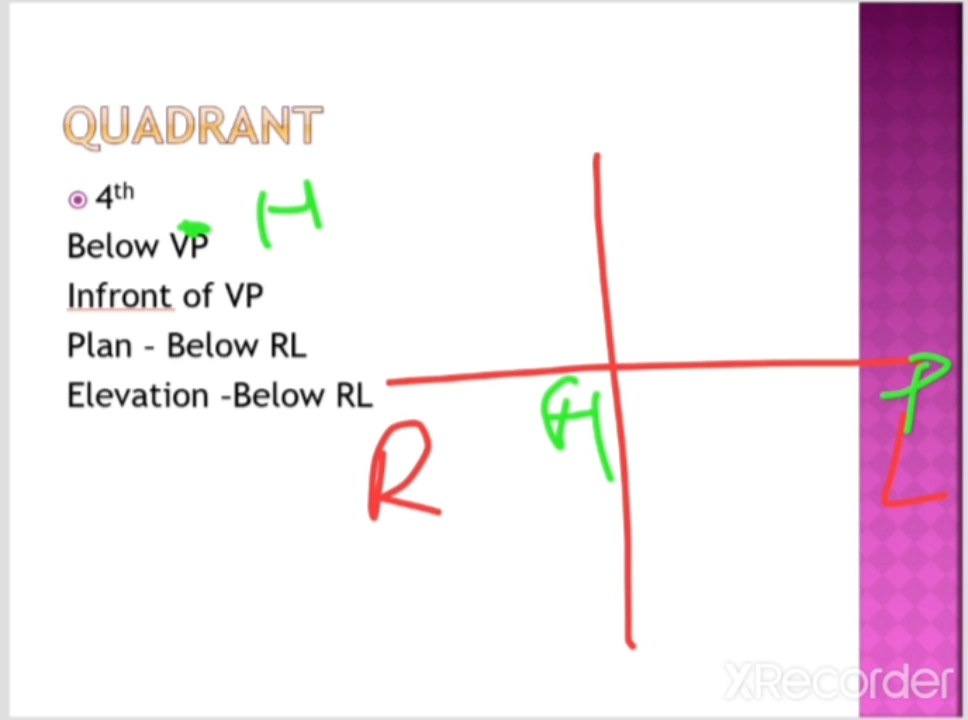 QUADRANT
4th
H
Below VP
Infront of VP
Plan - Below RL
Elevation -Below RL
H
P
R
L
XRecorder